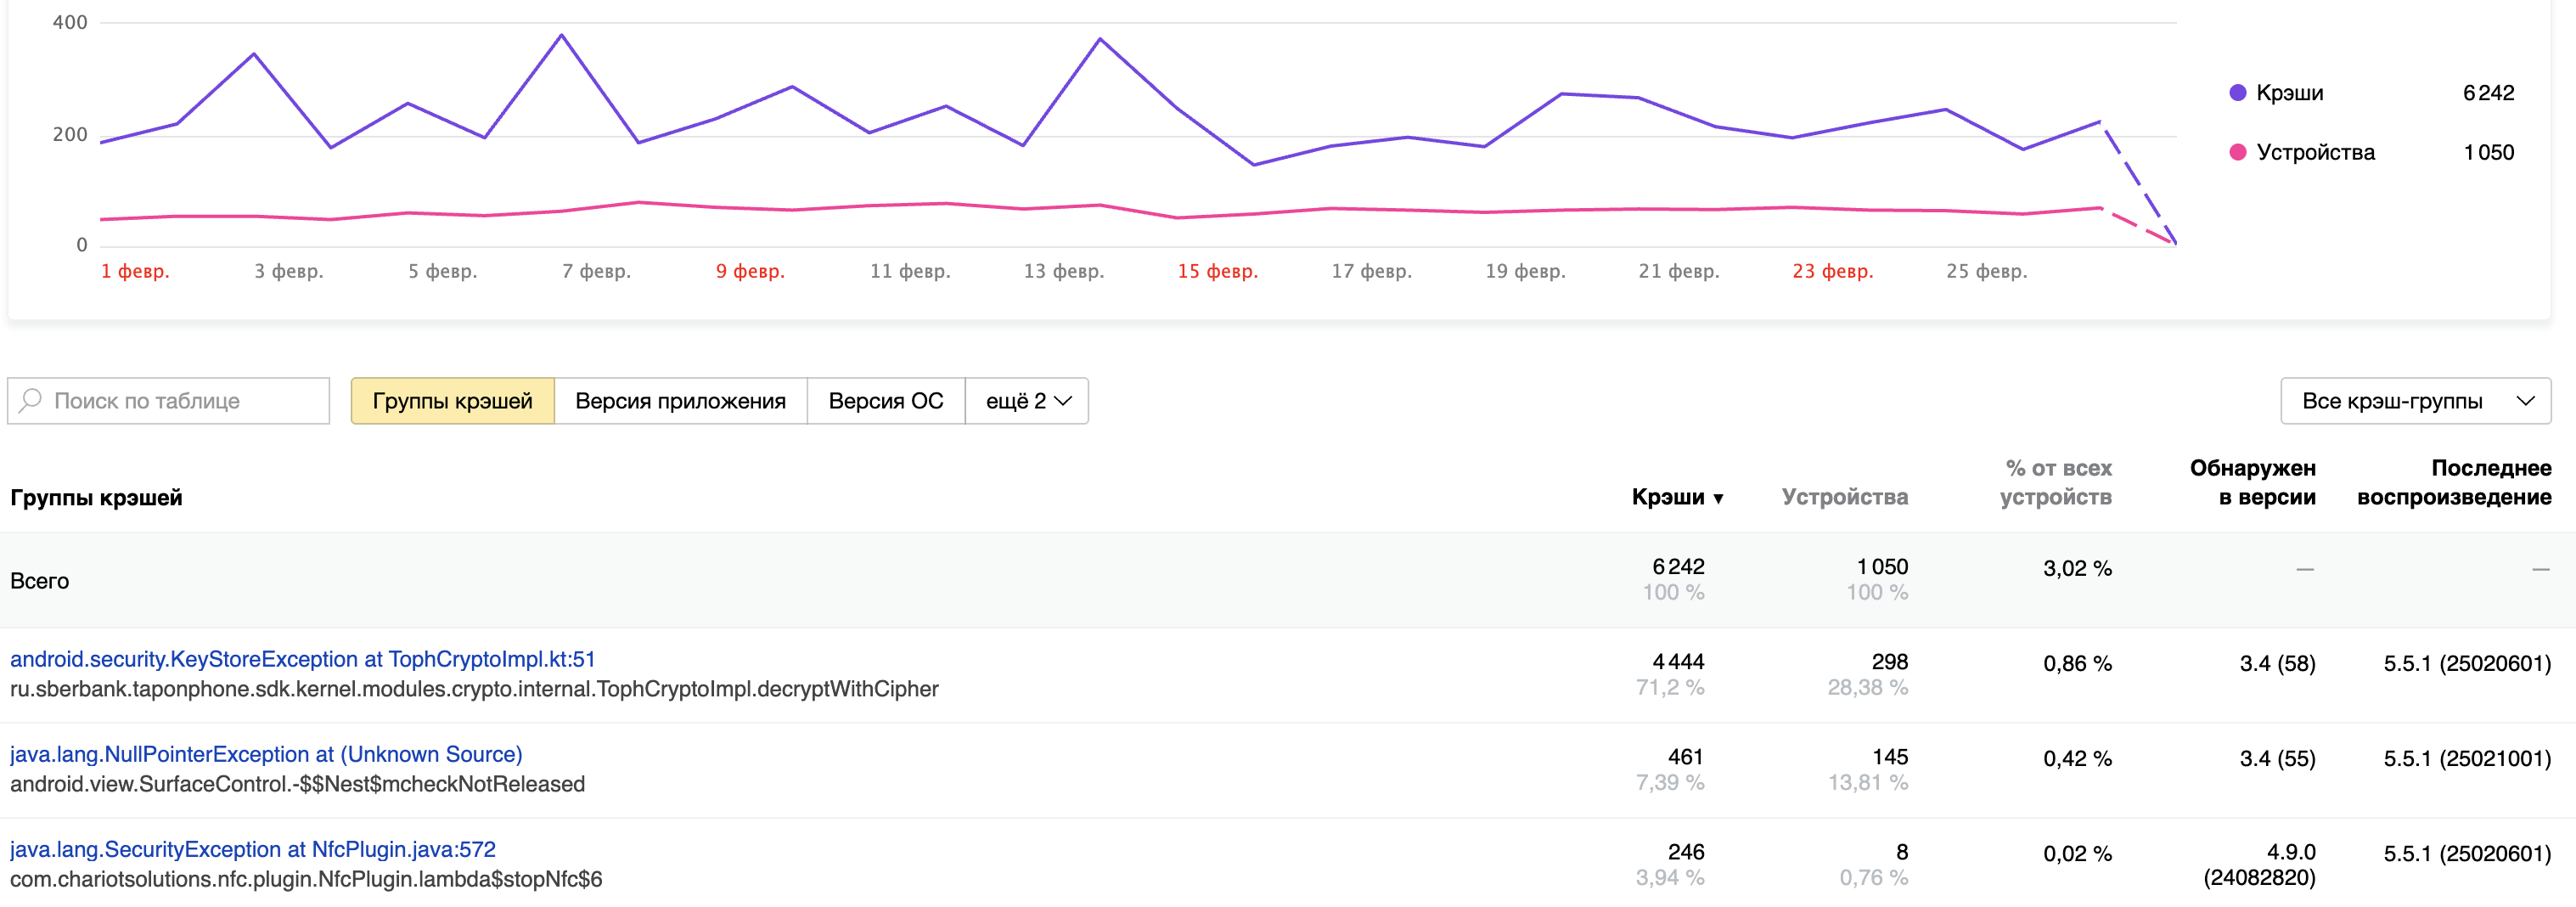 400
200
0
1 февр.
3 февр.
5 февр.
7 февр.
9 февр.
11 февр.
13 февр.
15 февр.
17 февр.
19 февр.
21 февр.
23 февр.
25 февр.
Крэши 6 242
Устройства 1 050
Поиск по таблице
Группы крэшей
Версия приложения
Версия ОС
ещё 2
Все крэш-группы
Группы крэшей
Крэши ▼
Устройства
% от всех
устройств
Обнаружен
в версии
Последнее
воспроизведение
Всего
6 242
100 %
1 050
100 %
3,02 %
—
—
android.security.KeyStoreException at TophCryptoImpl.kt:51
ru.sberbank.taponphone.sdk.kernel.modules.crypto.internal.TophCryptoImpl.decryptWithCipher
4 444
71,2 %
298
28,38 %
0,86 %
3.4 (58)
5.5.1 (25020601)
java.lang.NullPointerException at (Unknown Source)
android.view.SurfaceControl.-$$Nest$mcheckNotReleased
461
7,39 %
145
13,81 %
0,42 %
3.4 (55)
5.5.1 (25021001)
java.lang.SecurityException at NfcPlugin.java:572
com.chariotsolutions.nfc.plugin.NfcPlugin.lambda$stopNfc$6
246
3,94 %
8
0,76 %
0,02 %
4.9.0
(24082820)
5.5.1 (25020601)